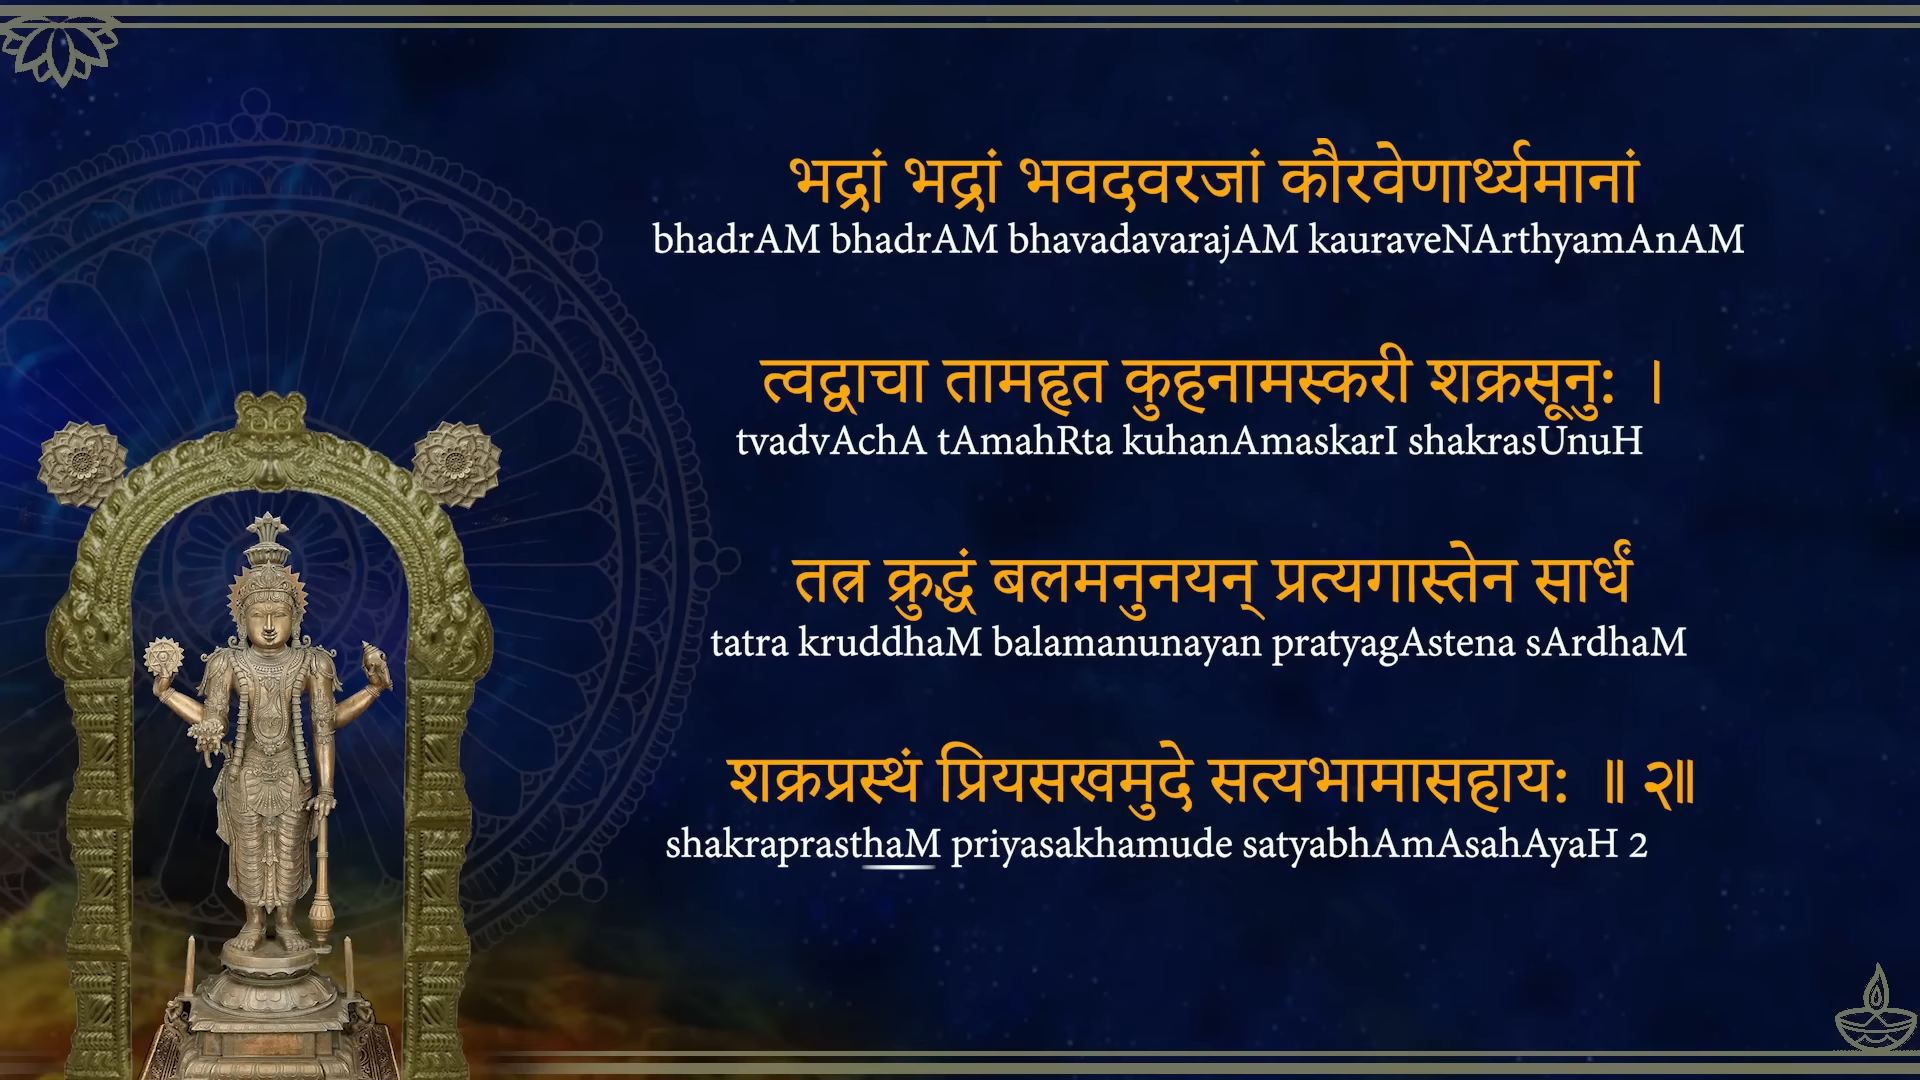 भद्रां भद्रां भवदवरजां कौरवेणार्थ्यमानां
bhadrAM bhadrAM bhavadavarajAM kauraveNArthyamAnAM
त्वद्वाचा तामहृत कुहनामस्करी शक्रसूनुः ।
tvadvAchA tAmahRta kuhanAmaskarI shakrasUnuH
तत्र क्रुद्धं बलमनुनयन् प्रत्यगास्तेन सार्धं
tatra kruddhaM balamanunayan pratyagAstena sArdhaM
शक्रप्रस्थं प्रियसखमुदे सत्यभामासहायः ॥ २॥
shakraprasthaM priyasakhamude satyabhAmAsahAyaH 2